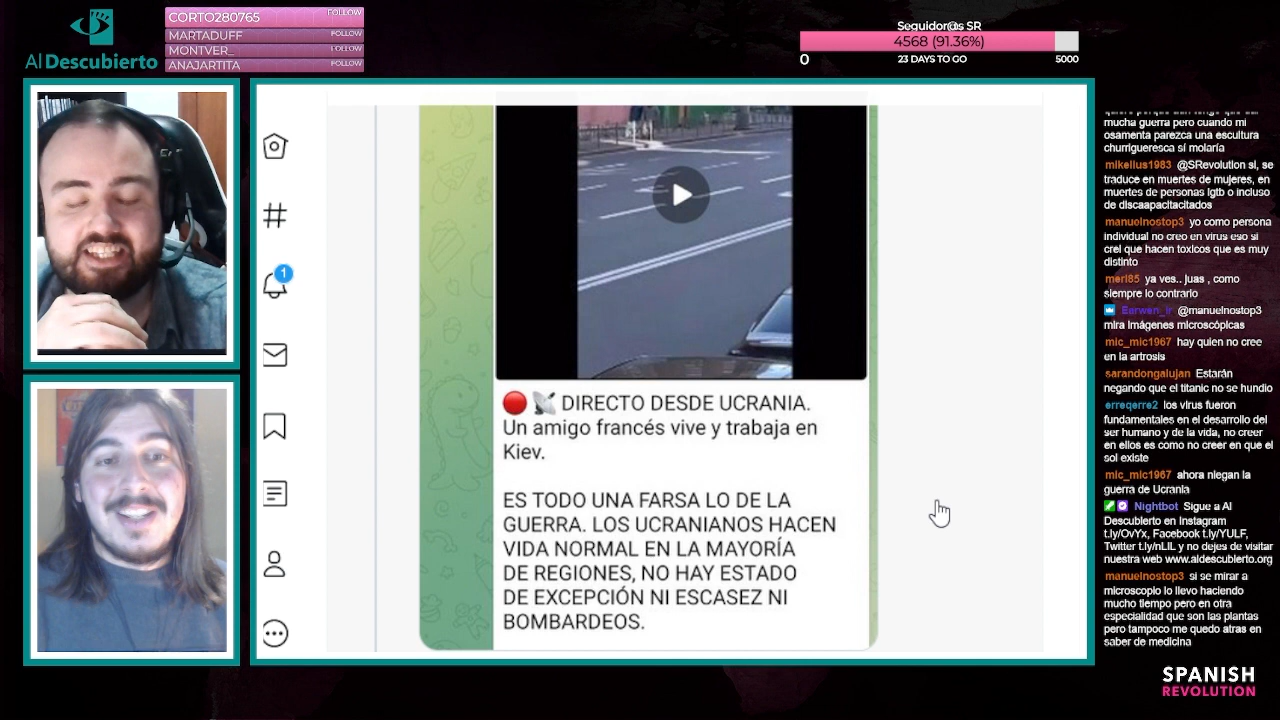 Al Descubierto
CORTO280765 FOLLOW
MARTADUFF FOLLOW
MONTVER_ FOLLOW
ANAJARTITA FOLLOW
Seguidor@s SR
4568 (91.36%)
0 23 DAYS TO GO 5000
1
🔴 📡 DIRECTO DESDE UCRANIA.
Un amigo francés vive y trabaja en
Kiev.
ES TODO UNA FARSA LO DE LA
GUERRA. LOS UCRANIANOS HACEN
VIDA NORMAL EN LA MAYORÍA
DE REGIONES, NO HAY ESTADO
DE EXCEPCIÓN NI ESCASEZ NI
BOMBARDEOS.
mucha guerra pero cuando mi
osamenta parezca una escultura
churrigueresca sí molaría
mikelius1983 @SRevolution si, se
traduce en muertes de mujeres, en
muertes de personas lgtb o incluso
de discaapacitacitados
manuelnostop3 yo como persona
individual no creo en virus eso si
creI que hacen toxicos que es muy
distinto
merl85 ya ves.. juas , como
siempre lo contrario
Earwen_Ir @manuelnostop3
mira imágenes microscópicas
mic_mic1967 hay quien no cree
en la artrosis
sarandongalujan Estarán
negando que el titanic no se hundio
erreqerre2 los virus fueron
fundamentales en el desarrollo del
ser humano y de la vida, no creer
en ellos es como no creer en que el
sol existe
mic_mic1967 ahora niegan la
guerra de Ucrania
Nightbot Sigue a Al
Descubierto en Instagram
t.ly/OvYx, Facebook t.ly/YULF,
Twitter t.ly/nLIL y no dejes de visitar
nuestra web www.aldescubierto.org
manuelnostop3 si se mirar a
microscopio lo llevo haciendo
mucho tiempo pero en otra
especialidad que son las plantas
pero tampoco me quedo atras en
saber de medicina
SPANISH
REVOLUTION